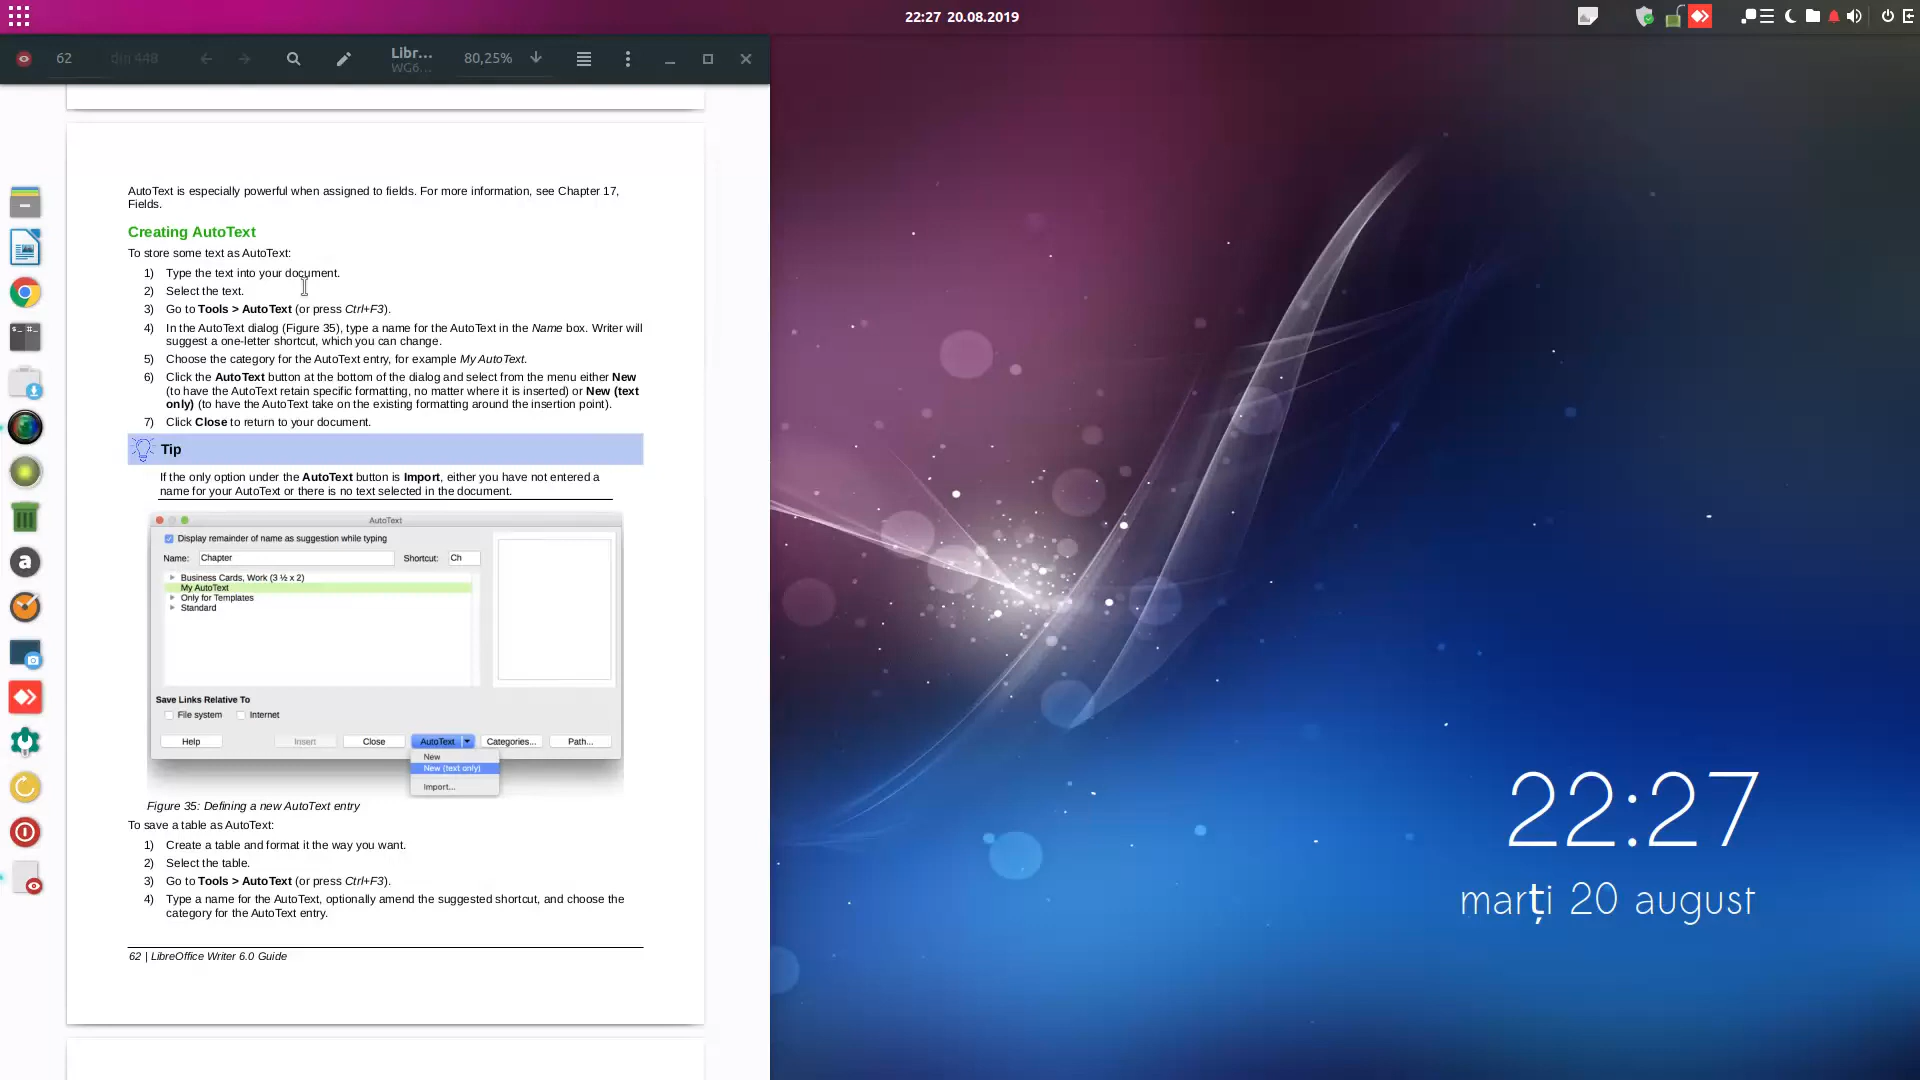 22:27 20.08.2019
62 din 448
Libr...
WG6...
80,25%
AutoText is especially powerful when assigned to fields. For more information, see Chapter 17,
Fields.
Creating AutoText
To store some text as AutoText:
1) Type the text into your document.
2) Select the text.
3) Go to Tools > AutoText (or press Ctrl+F3).
4) In the AutoText dialog (Figure 35), type a name for the AutoText in the Name box. Writer will
suggest a one-letter shortcut, which you can change.
5) Choose the category for the AutoText entry, for example My AutoText.
6) Click the AutoText button at the bottom of the dialog and select from the menu either New
(to have the AutoText retain specific formatting, no matter where it is inserted) or New (text
only) (to have the AutoText take on the existing formatting around the insertion point).
7) Click Close to return to your document.
Tip
If the only option under the AutoText button is Import, either you have not entered a
name for your AutoText or there is no text selected in the document.
AutoText
Display remainder of name as suggestion while typing
Name: Chapter Shortcut: Ch
Business Cards, Work (3 ½ x 2)
My AutoText
Only for Templates
Standard
Save Links Relative To
File system Internet
Help Insert Close AutoText Categories... Path...
New
New (text only)
Import...
Figure 35: Defining a new AutoText entry
To save a table as AutoText:
1) Create a table and format it the way you want.
2) Select the table.
3) Go to Tools > AutoText (or press Ctrl+F3).
4) Type a name for the AutoText, optionally amend the suggested shortcut, and choose the
category for the AutoText entry.
62 | LibreOffice Writer 6.0 Guide
22:27
marți 20 august